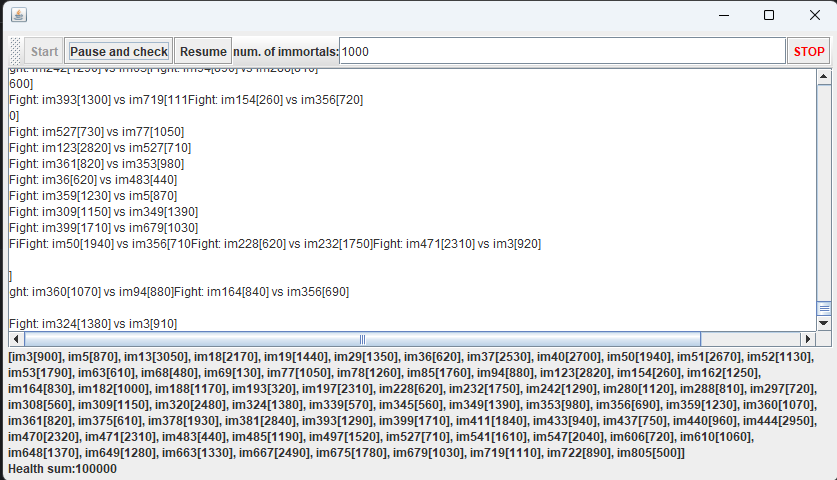 Start Pause and check Resume num. of immortals: 1000 STOP
ght: im242[1290] vs im63[Fight: im94[890] vs im288[810]
600]
Fight: im393[1300] vs im719[111Fight: im154[260] vs im356[720]
0]
Fight: im527[730] vs im77[1050]
Fight: im123[2820] vs im527[710]
Fight: im361[820] vs im353[980]
Fight: im36[620] vs im483[440]
Fight: im359[1230] vs im5[870]
Fight: im309[1150] vs im349[1390]
Fight: im399[1710] vs im679[1030]
FiFight: im50[1940] vs im356[710Fight: im228[620] vs im232[1750]Fight: im471[2310] vs im3[920]
]
ght: im360[1070] vs im94[880]Fight: im164[840] vs im356[690]
Fight: im324[1380] vs im3[910]
[im3[900], im5[870], im13[3050], im18[2170], im19[1440], im29[1350], im36[620], im37[2530], im40[2700], im50[1940], im51[2670], im52[1130],
im53[1790], im63[610], im68[480], im69[130], im77[1050], im78[1260], im85[1760], im94[880], im123[2820], im154[260], im162[1250],
im164[830], im182[1000], im188[1170], im193[320], im197[2310], im228[620], im232[1750], im242[1290], im280[1120], im288[810], im297[720],
im308[560], im309[1150], im320[2480], im324[1380], im339[570], im345[560], im349[1390], im353[980], im356[690], im359[1230], im360[1070],
im361[820], im375[610], im378[1930], im381[2840], im393[1290], im399[1710], im411[1840], im433[940], im437[750], im440[960], im444[2950],
im470[2320], im471[2310], im483[440], im485[1190], im497[1520], im527[710], im541[1610], im547[2040], im606[720], im610[1060],
im648[1370], im649[1280], im663[1330], im667[2490], im675[1780], im679[1030], im719[1110], im722[890], im805[500]]
Health sum:100000